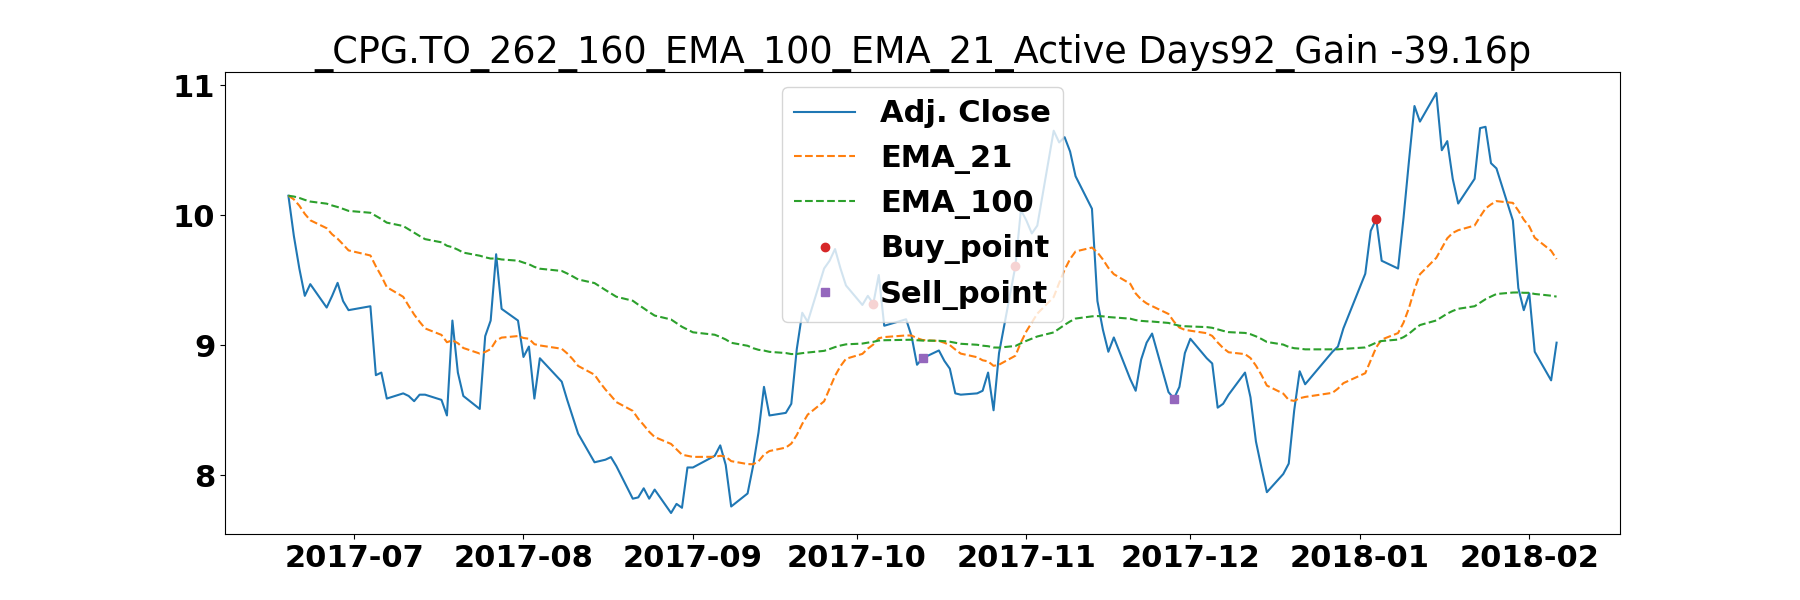 _CPG.TO_262_160_EMA_100_EMA_21_Active Days92_Gain -39.16p
11
10
9
8
Adj. Close
EMA_21
EMA_100
Buy_point
Sell_point
2017-07 2017-08 2017-09 2017-10 2017-11 2017-12 2018-01 2018-02